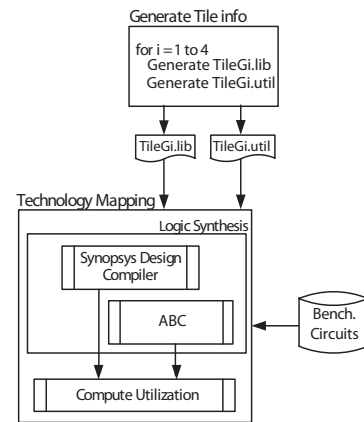 Generate Tile info
for i = 1 to 4
Generate TileGi.lib
Generate TileGi.util
TileGi.lib
TileGi.util
Technology Mapping
Logic Synthesis
Synopsys Design
Compiler
ABC
Bench.
Circuits
Compute Utilization